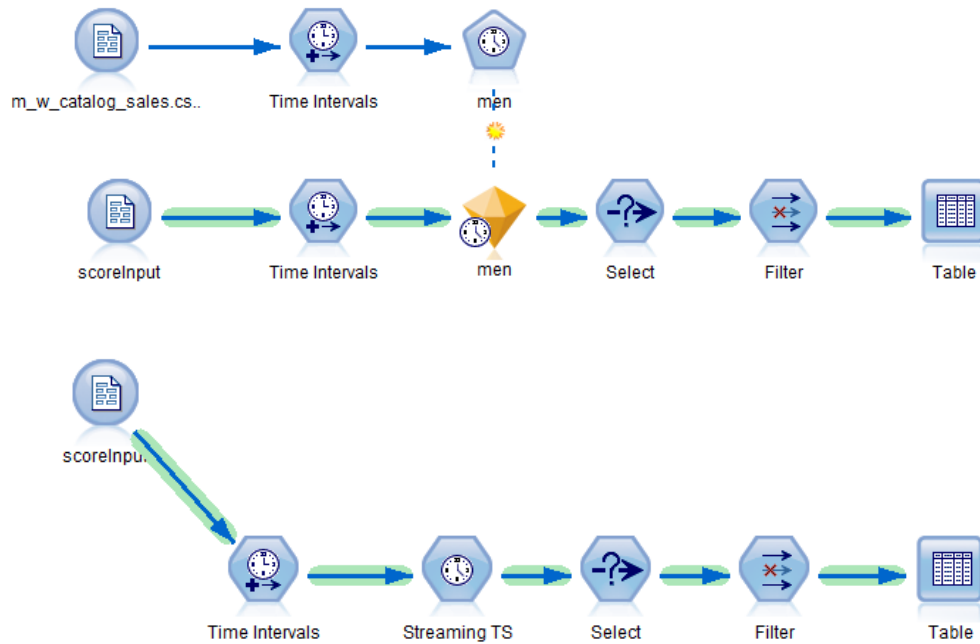 m_w_catalog_sales.cs..
Time Intervals
men
scoreInput
Time Intervals
men
Select
Filter
Table
scoreInput
Time Intervals
Streaming TS
Select
Filter
Table